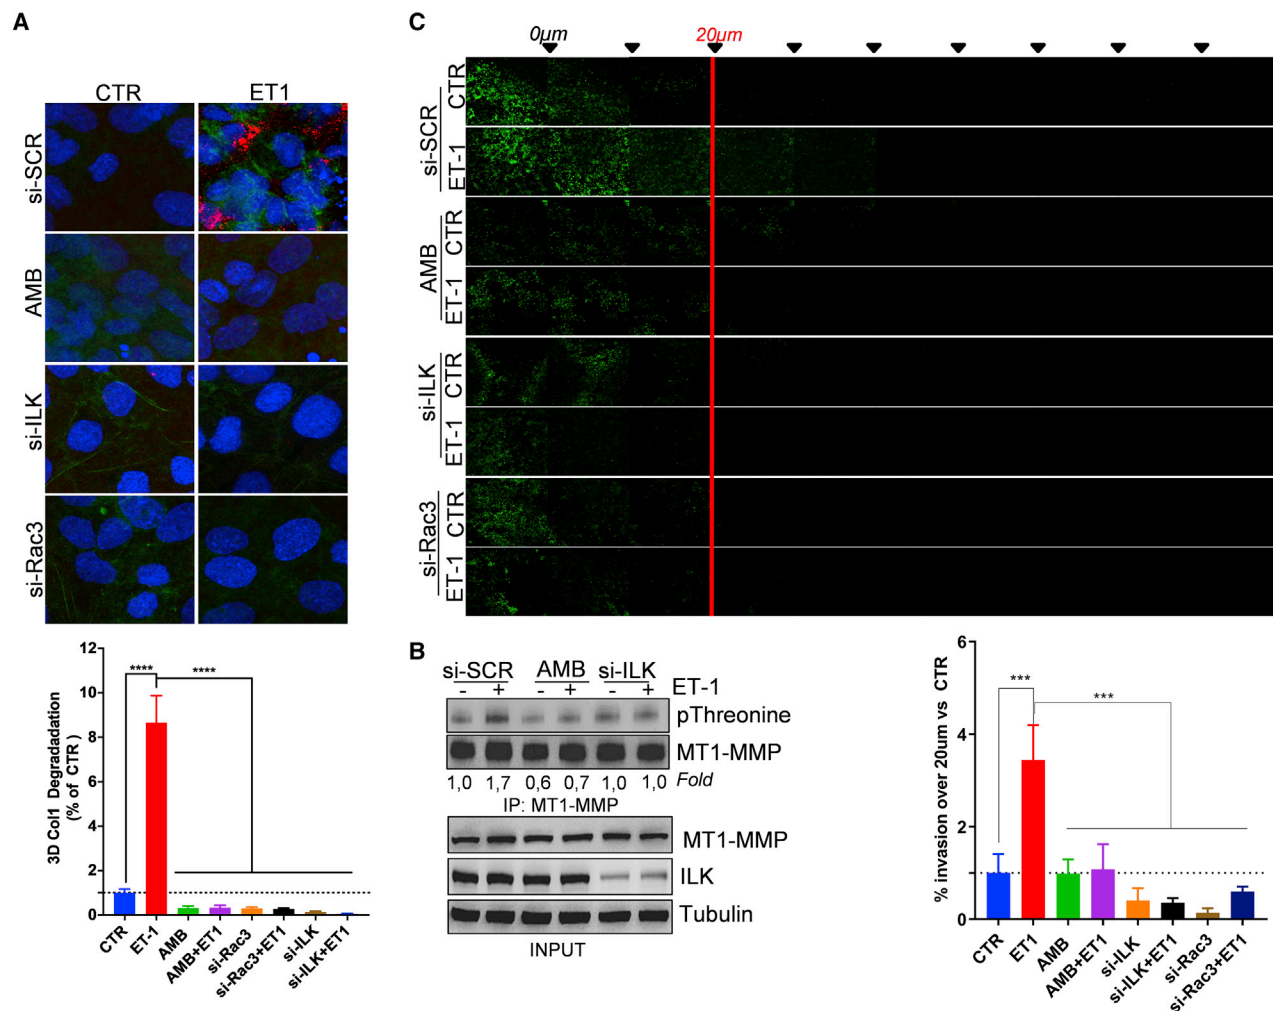 A
CTR ET1
si-SCR
AMB
si-ILK
si-Rac3
12
10
8
6
4
2
0
3D Col1 Degradadation
(% of CTR )
****
****
CTR
ET-1
AMB
AMB+ET1
si-Rac3
si-Rac3+ET1
si-ILK
si-ILK+ET1
C
0µm 20µm
si-SCR
CTR
ET-1
AMB
CTR
ET-1
si-ILK
CTR
ET-1
si-Rac3
CTR
ET-1
B
si-SCR AMB si-ILK
- + - + - + ET-1
pThreonine
MT1-MMP
1,0 1,7 0,6 0,7 1,0 1,0 Fold
IP: MT1-MMP
MT1-MMP
ILK
Tubulin
INPUT
6
4
2
0
% invasion over 20um vs CTR
***
***
CTR
ET1
AMB
AMB+ET1
si-ILK
si-ILK+ET1
si-Rac3
si-Rac3+ET1